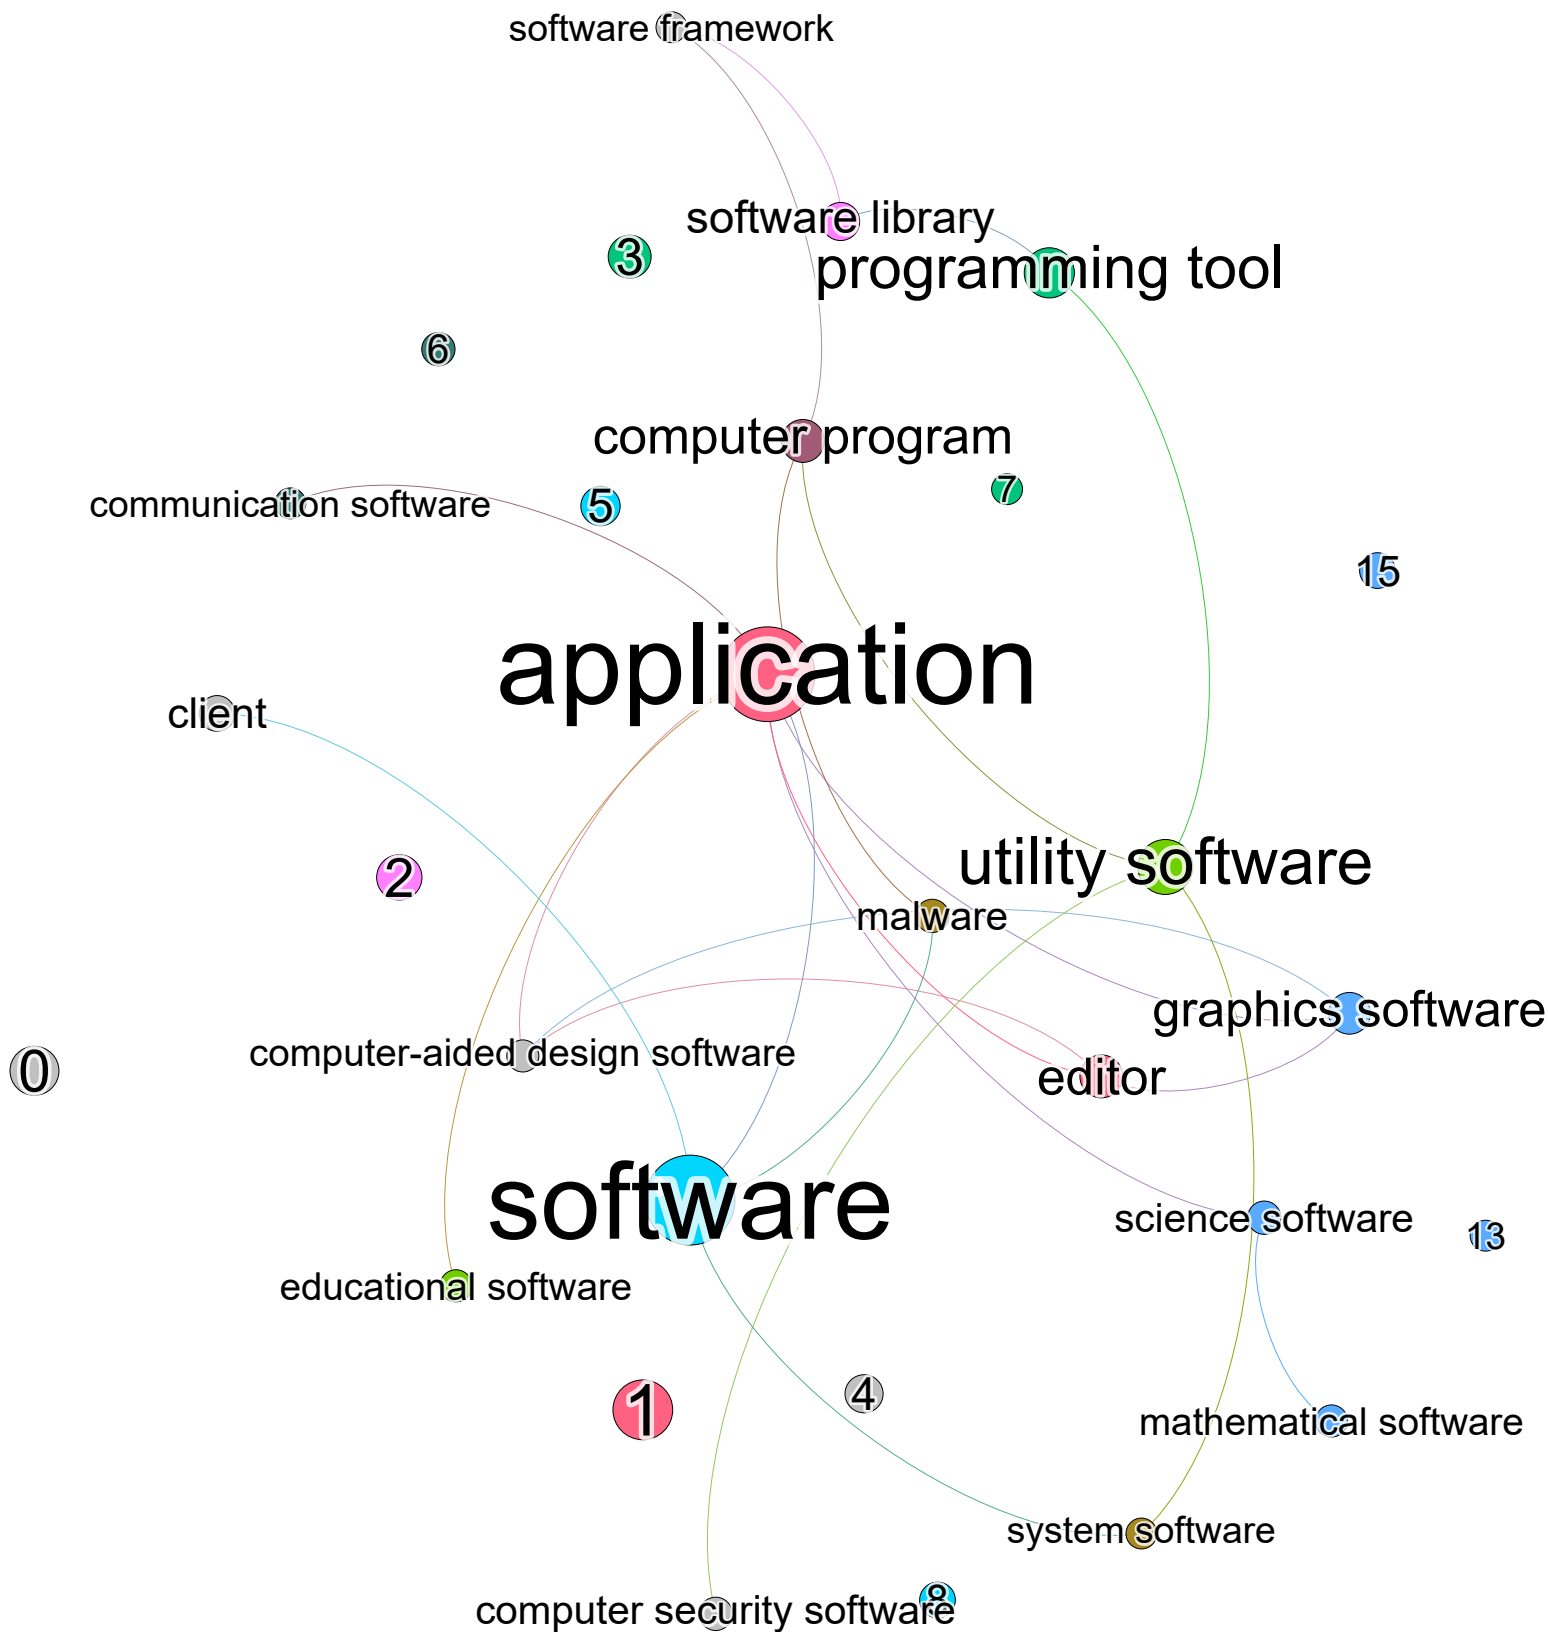 software framework
software library
3
programming tool
6
computer program
7
communication software
5
15
application
client
utility software
2
malware
graphics software
computer-aided design software
0
editor
software
science software
13
educational software
1
4
mathematical software
system software
8
computer security software